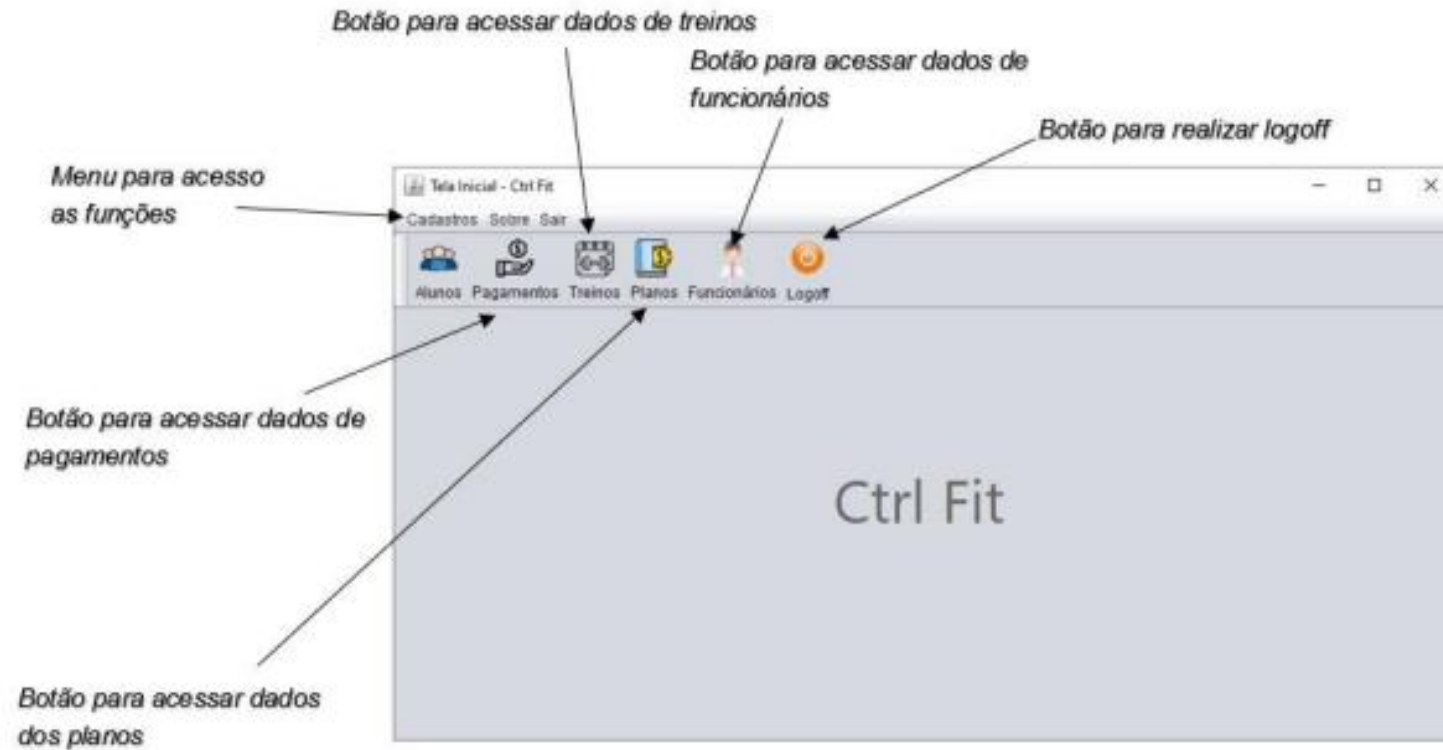 Botão para acessar dados de treinos
Botão para acessar dados de
funcionários
Botão para realizar logoff
Menu para acesso
as funções
Tela Inicial - Ctrl Fit
Cadastros Sobre Sair
Alunos Pagamentos Treinos Planos Funcionários Logoff
Botão para acessar dados de
pagamentos
Ctrl Fit
Botão para acessar dados
dos planos